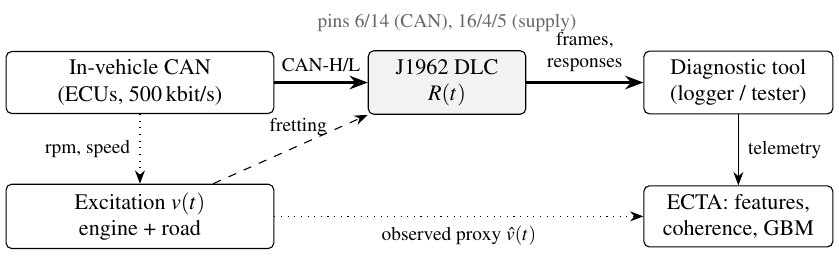 pins 6/14 (CAN), 16/4/5 (supply)
In-vehicle CAN
(ECUs, 500 kbit/s)
CAN-H/L
J1962 DLC
R(t)
frames,
responses
Diagnostic tool
(logger / tester)
rpm, speed
fretting
telemetry
Excitation v(t)
engine + road
observed proxy v̂(t)
ECTA: features,
coherence, GBM